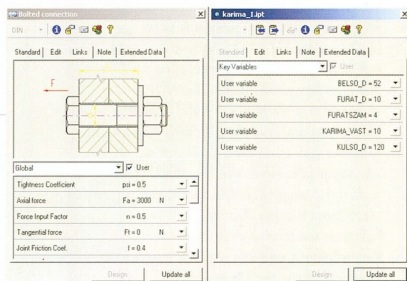 Bolted connection
DIN
Standard
Edit
Links
Note
Extended Data
F
Global
User
Tightness Coefficient psi = 0.5
Axial force Fa = 3000 N
Force Input Factor n = 0.5
Tangential force Ft = 0 N
Joint Friction Coef. f = 0.4
Design
Update all
karima_1.ipt
Standard
Edit
Links
Note
Extended Data
Key Variables
User
User variable BELSO_D = 52
User variable FURAT_D = 10
User variable FURATSZAM = 4
User variable KARIMA_VAST = 10
User variable KULSO_D = 120
Design
Update all